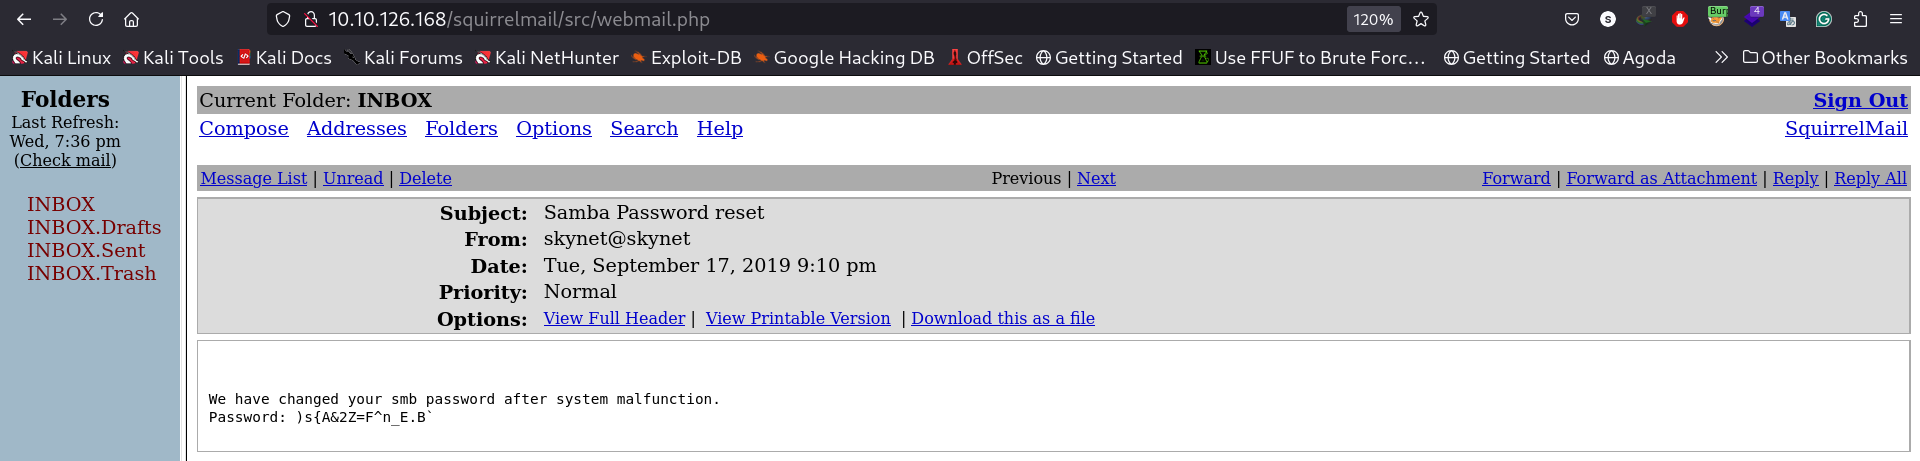 10.10.126.168/squirrelmail/src/webmail.php
120%
S
X
Burp
4
Kali Linux
Kali Tools
Kali Docs
Kali Forums
Kali NetHunter
Exploit-DB
Google Hacking DB
OffSec
Getting Started
Use FFUF to Brute Forc…
Getting Started
Agoda
Other Bookmarks
Folders
Last Refresh:
Wed, 7:36 pm
(Check mail)
INBOX
INBOX.Drafts
INBOX.Sent
INBOX.Trash
Current Folder: INBOX
Sign Out
Compose Addresses Folders Options Search Help
SquirrelMail
Message List | Unread | Delete
Previous | Next
Forward | Forward as Attachment | Reply | Reply All
Subject: Samba Password reset
From: skynet@skynet
Date: Tue, September 17, 2019 9:10 pm
Priority: Normal
Options: View Full Header | View Printable Version | Download this as a file
We have changed your smb password after system malfunction.
Password: )s{A&2Z=F^n_E.B`